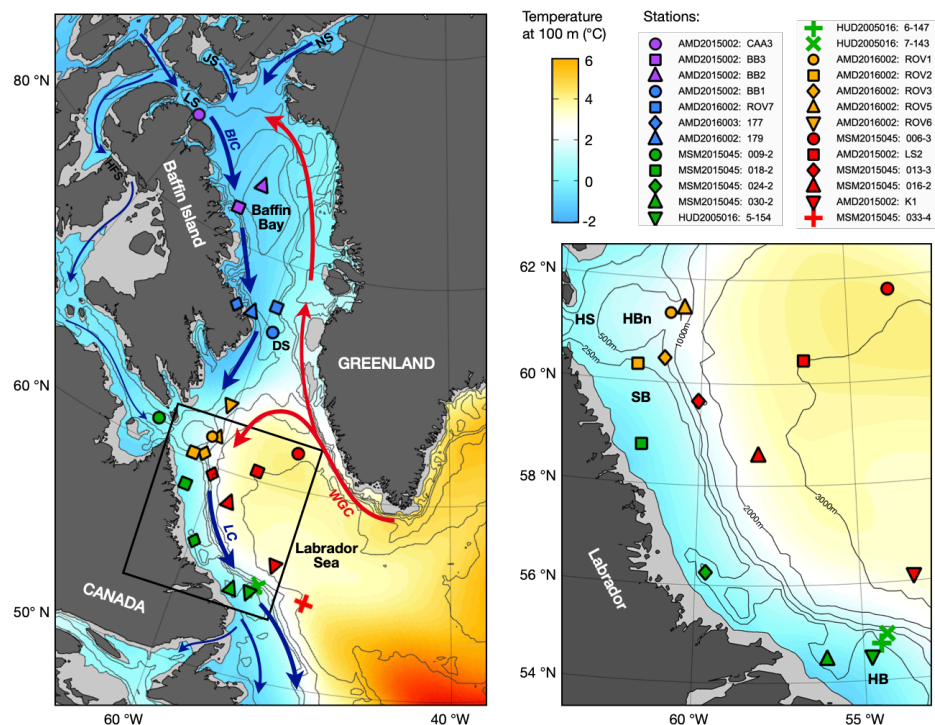 Temperature
at 100 m (°C)
6
4
2
0
-2
Stations:
AMD2015002: CAA3
AMD2015002: BB3
AMD2015002: BB2
AMD2015002: BB1
AMD2016002: ROV7
AMD2016003: 177
AMD2016002: 179
MSM2015045: 009-2
MSM2015045: 018-2
MSM2015045: 024-2
MSM2015045: 030-2
HUD2005016: 5-154
HUD2005016: 6-147
HUD2005016: 7-143
AMD2016002: ROV1
AMD2016002: ROV2
AMD2016002: ROV3
AMD2016002: ROV5
AMD2016002: ROV6
MSM2015045: 006-3
AMD2015002: LS2
MSM2015045: 013-3
MSM2015045: 016-2
AMD2015002: K1
MSM2015045: 033-4
80 °N
60 °N
50 °N
60 °W
40 °W
NS
JS
LS
BIC
Baffin Island
Baffin
Bay
DS
GREENLAND
WGC
LC
Labrador
Sea
CANADA
62 °N
60 °N
58 °N
56 °N
54 °N
60 °W
55 °W
HS
HBn
500m
250m
1000m
SB
2000m
3000m
Labrador
HB